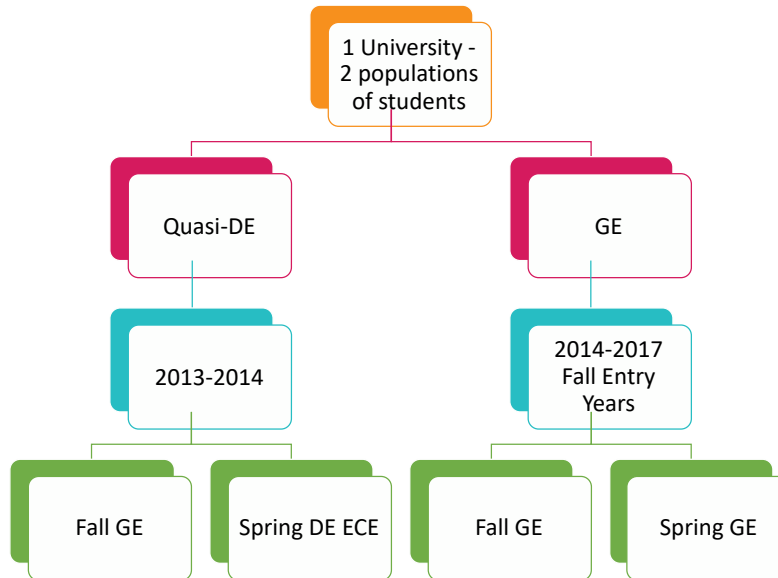 1 University -
2 populations
of students
Quasi-DE
GE
2013-2014
2014-2017
Fall Entry
Years
Fall GE
Spring DE ECE
Fall GE
Spring GE